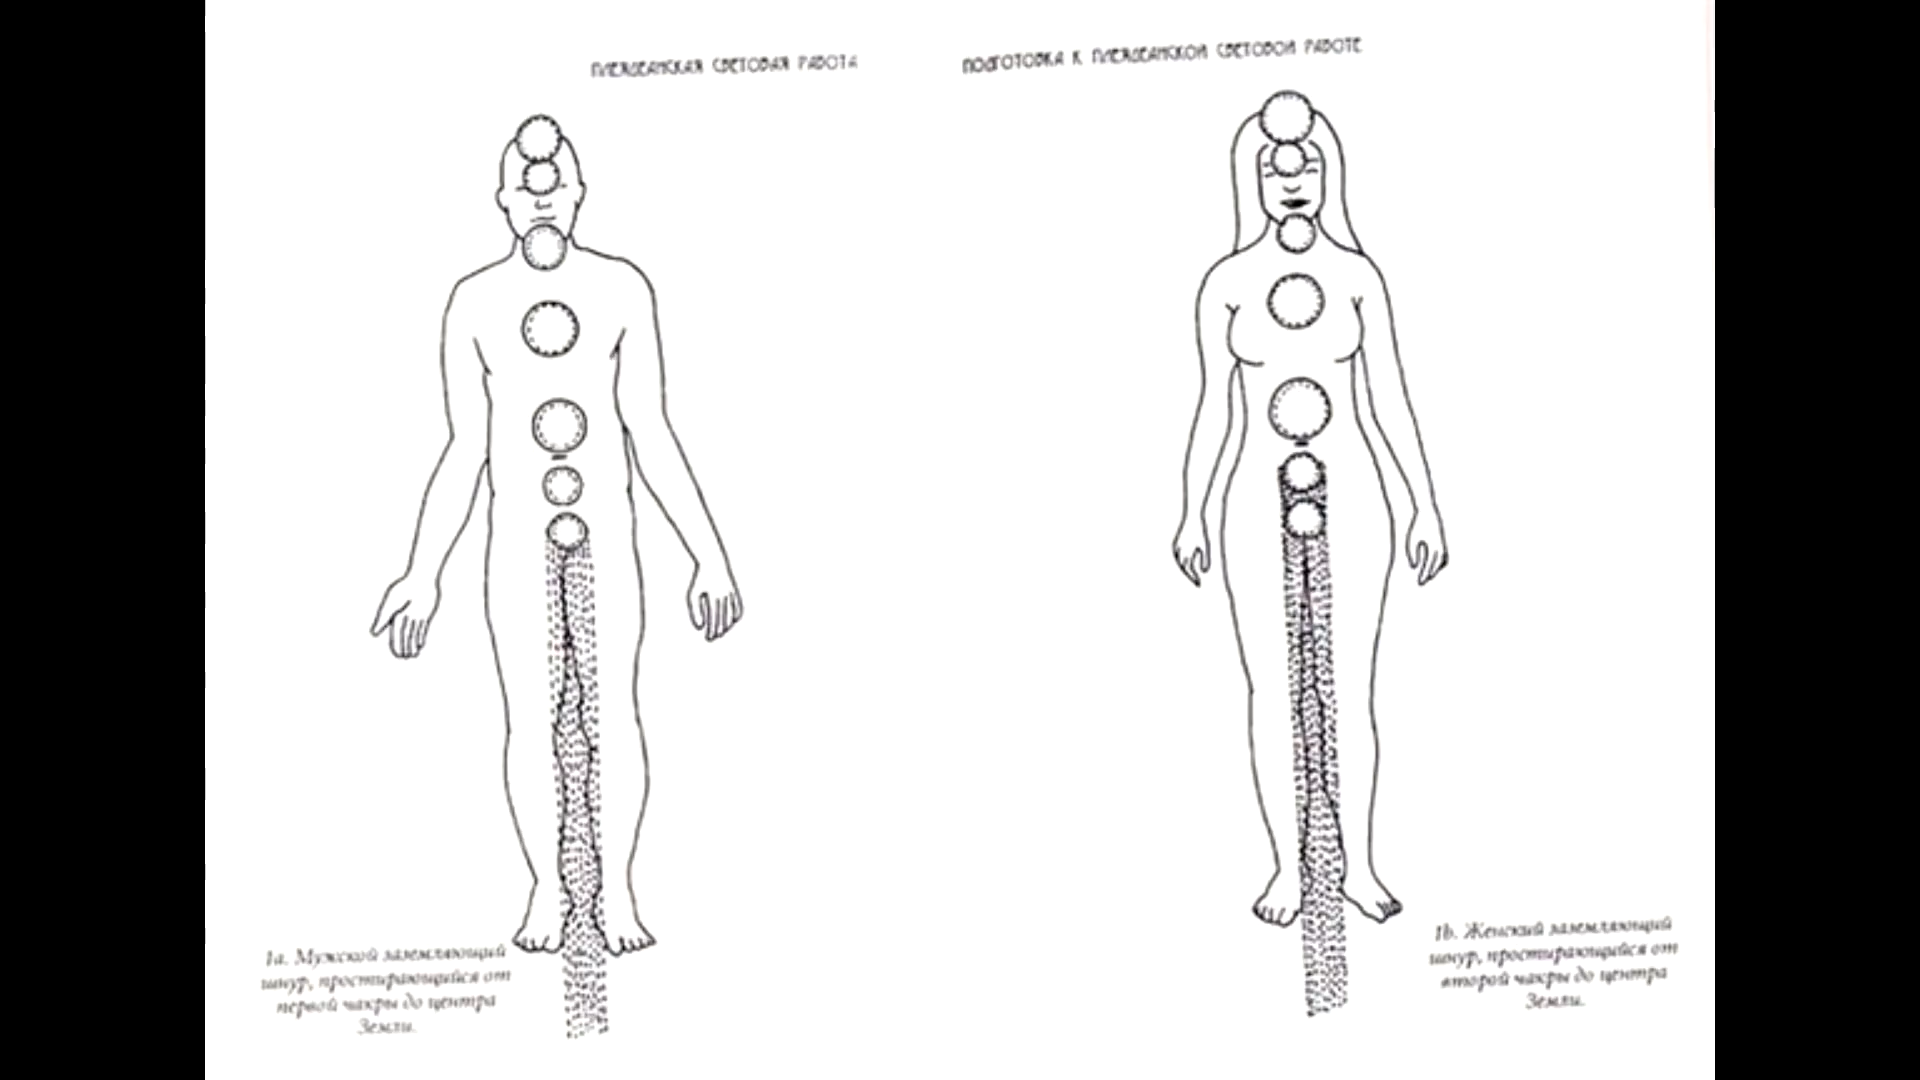 ПЛЕЯДЕАНСКАЯ СВЕТОВАЯ РАБОТА
ПОДГОТОВКА К ПЛЕЯДЕАНСКОЙ СВЕТОВОЙ РАБОТЕ
1a. Мужской заземляющий
шнур, простирающийся от
первой чакры до центра
Земли.
1b. Женский заземляющий
шнур, простирающийся от
второй чакры до центра
Земли.